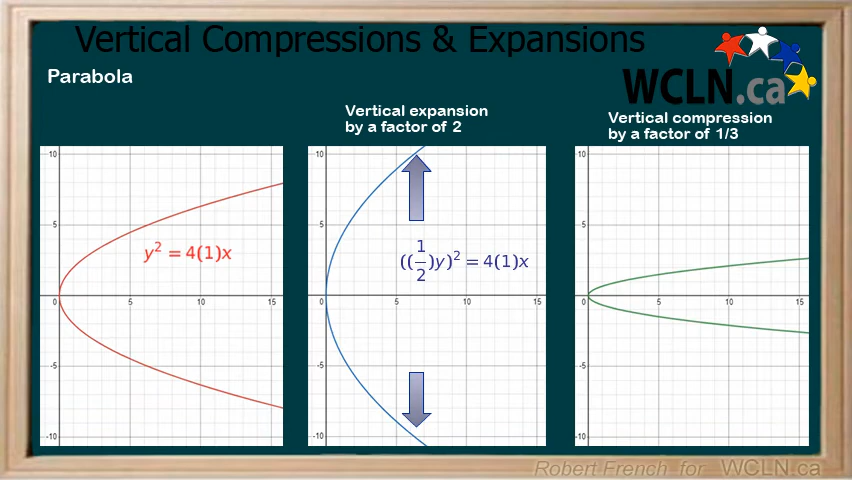 Vertical Compressions & Expansions
WCLN.ca
Parabola
Vertical expansion
by a factor of 2
Vertical compression
by a factor of 1/3
10
5
0
5
10
15
-5
-10
y² = 4(1)x
10
5
0
5
15
-5
-10
((1/2)y)² = 4(1)x
10
5
0
5
10
15
-5
-10
Robert French for WCLN.ca